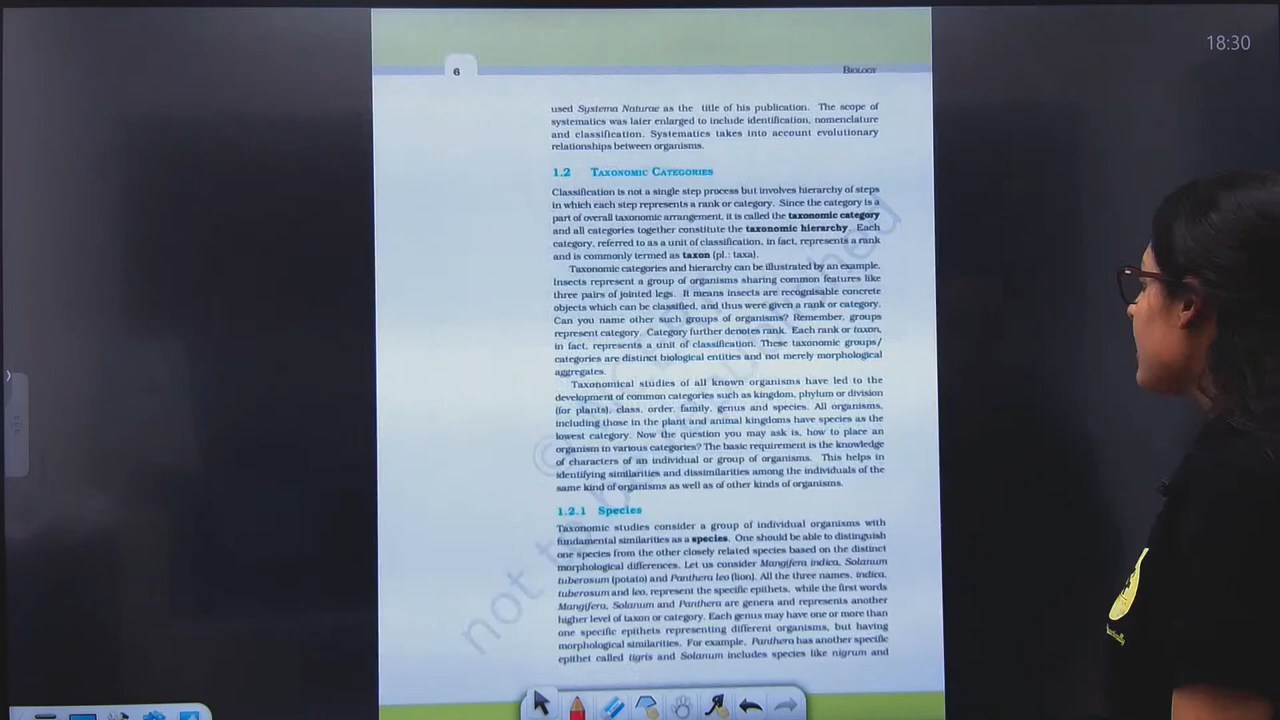 18:30
6
BIOLOGY
used Systema Naturae as the title of his publication. The scope of
systematics was later enlarged to include identification, nomenclature
and classification. Systematics takes into account evolutionary
relationships between organisms.
1.2 TAXONOMIC CATEGORIES
Classification is not a single step process but involves hierarchy of steps
in which each step represents a rank or category. Since the category is a
part of overall taxonomic arrangement, it is called the taxonomic category
and all categories together constitute the taxonomic hierarchy. Each
category, referred to as a unit of classification, in fact, represents a rank
and is commonly termed as taxon (pl.: taxa).
Taxonomic categories and hierarchy can be illustrated by an example.
Insects represent a group of organisms sharing common features like
three pairs of jointed legs. It means insects are recognisable concrete
objects which can be classified, and thus were given a rank or category.
Can you name other such groups of organisms? Remember, groups
represent category. Category further denotes rank. Each rank or taxon,
in fact, represents a unit of classification. These taxonomic groups/
categories are distinct biological entities and not merely morphological
aggregates.
Taxonomical studies of all known organisms have led to the
development of common categories such as kingdom, phylum or division
(for plants), class, order, family, genus and species. All organisms,
including those in the plant and animal kingdoms have species as the
lowest category. Now the question you may ask is, how to place an
organism in various categories? The basic requirement is the knowledge
of characters of an individual or group of organisms. This helps in
identifying similarities and dissimilarities among the individuals of the
same kind of organisms as well as of other kinds of organisms.
1.2.1 Species
Taxonomic studies consider a group of individual organisms with
fundamental similarities as a species. One should be able to distinguish
one species from the other closely related species based on the distinct
morphological differences. Let us consider Mangifera indica, Solanum
tuberosum (potato) and Panthera leo (lion). All the three names, indica,
tuberosum and leo, represent the specific epithets, while the first words
Mangifera, Solanum and Panthera are genera and represents another
higher level of taxon or category. Each genus may have one or more than
one specific epithets representing different organisms, but having
morphological similarities. For example, Panthera has another specific
epithet called tigris and Solanum includes species like nigrum and
not